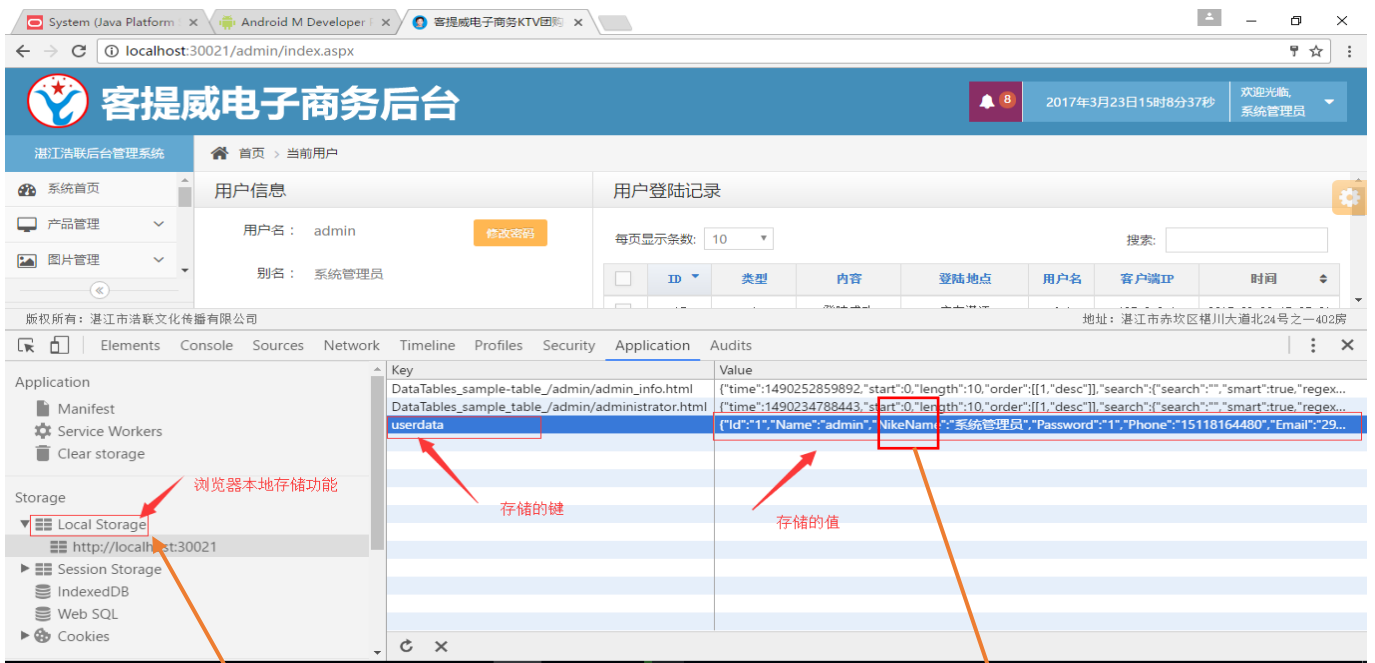 System (Java Platform
Android M Developer
客提威电子商务KTV团购
localhost:30021/admin/index.aspx
客提威电子商务后台
8
2017年3月23日15时8分37秒
欢迎光临,
系统管理员
湛江浩联后台管理系统
首页 > 当前用户
系统首页
产品管理
图片管理
用户信息
用户名： admin
修改密码
别名： 系统管理员
用户登陆记录
每页显示条数: 10
搜索:
ID 类型 内容 登陆地点 用户名 客户端IP 时间
版权所有：湛江市浩联文化传播有限公司
地址：湛江市赤坎区椹川大道北24号之一402房
Elements Console Sources Network Timeline Profiles Security Application Audits
Application
Manifest
Service Workers
Clear storage
Storage
Local Storage
http://localhost:30021
Session Storage
IndexedDB
Web SQL
Cookies
浏览器本地存储功能
Key Value
DataTables_sample-table_/admin/admin_info.html {"time":1490252859892,"start":0,"length":10,"order":[[1,"desc"]],"search":{"search":"","smart":true,"regex...
DataTables_sample_table_/admin/administrator.html {"time":1490234788443,"start":0,"length":10,"order":[[1,"desc"]],"search":{"search":"","smart":true,"regex...
userdata {"Id":"1","Name":"admin","NikeName":"系统管理员","Password":"1","Phone":"15118164480","Email":"29...
存储的键
存储的值